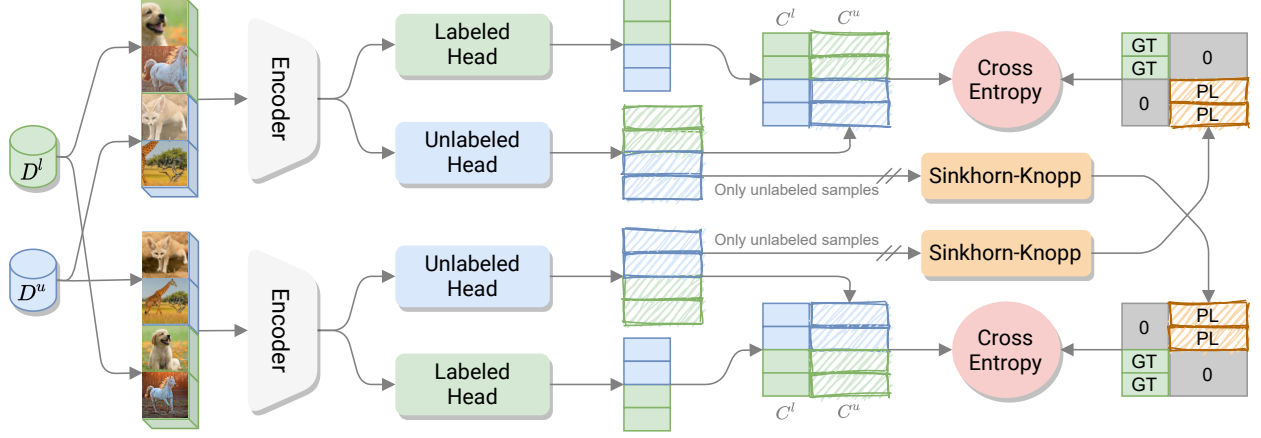 C^l C^u
Labeled
Head
Encoder
Cross
Entropy
GT 0
GT
0 PL
PL
D^l
Unlabeled
Head
Only unlabeled samples
Sinkhorn-Knopp
Only unlabeled samples
Sinkhorn-Knopp
D^u
Unlabeled
Head
Encoder
Cross
Entropy
0 PL
PL
GT 0
GT
Labeled
Head
C^l C^u